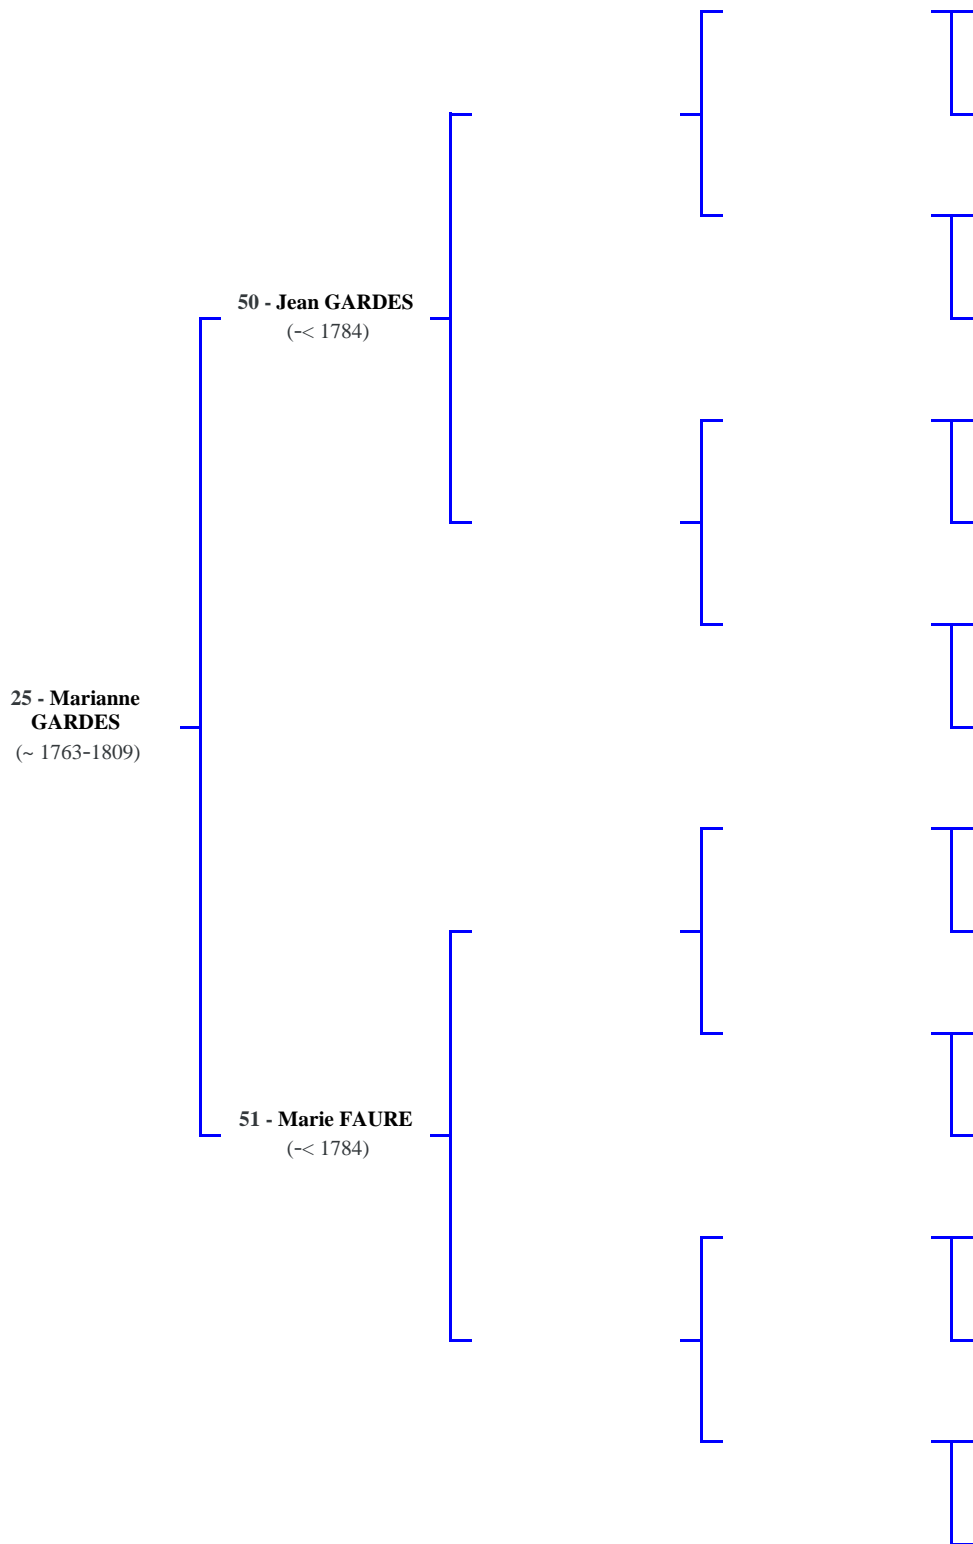 50 - Jean GARDES
(-< 1784)
25 - Marianne
GARDES
(~ 1763-1809)
51 - Marie FAURE
(-< 1784)